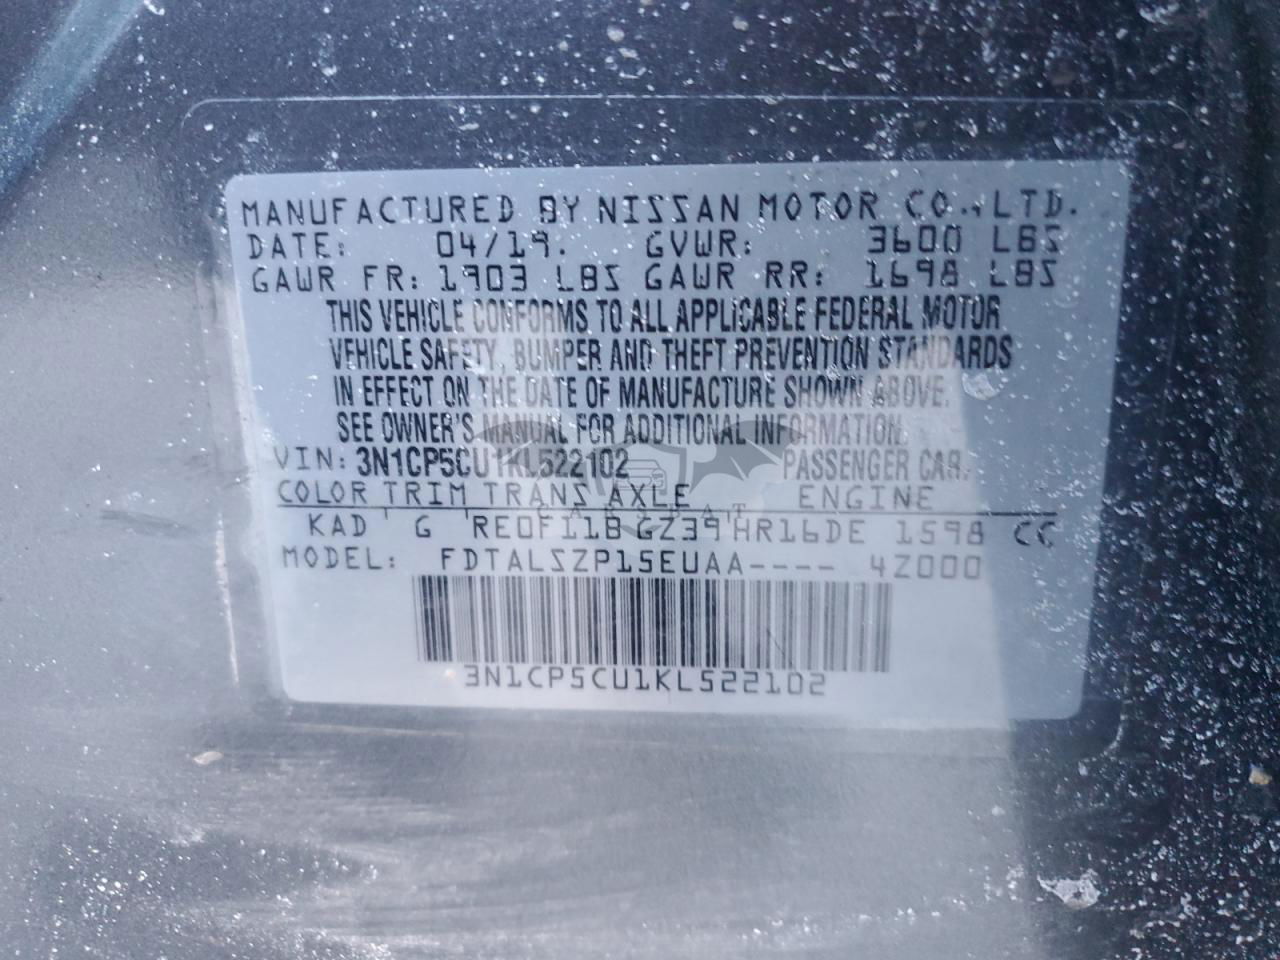 MANUFACTURED BY NISSAN MOTOR CO., LTD.
DATE: 04/19. GVWR: 3600 LBS
GAWR FR: 1903 LBS GAWR RR: 1698 LBS
THIS VEHICLE CONFORMS TO ALL APPLICABLE FEDERAL MOTOR
VEHICLE SAFETY, BUMPER AND THEFT PREVENTION STANDARDS
IN EFFECT ON THE DATE OF MANUFACTURE SHOWN ABOVE.
SEE OWNER'S MANUAL FOR ADDITIONAL INFORMATION.
VIN: 3N1CP5CU1KL522102 PASSENGER CAR.
COLOR TRIM TRANS AXLE ENGINE
KAD ' G ' RE0F11B GZ39 ' HR16DE 1598 CC
MODEL: FDTALSZP15EUAA---- 4Z000
3N1CP5CU1KL522102